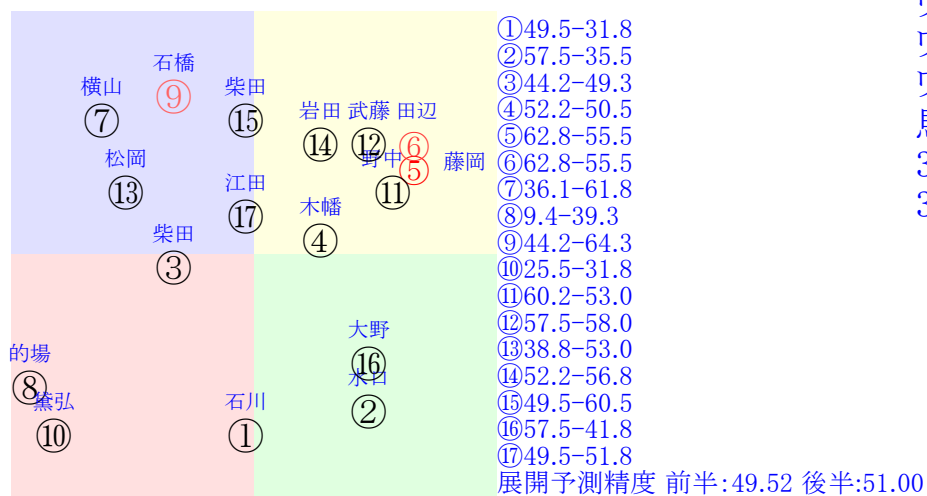 石橋
横山
⑨
柴田
⑦
⑮
岩田 武藤 田辺
⑭
⑫
⑥
松岡
野中
⑤
藤岡
⑬
⑪
江田
⑰
木幡
柴田
④
③
大野
的場
⑯
⑧
水口
黛弘
石川
②
⑩
①
①49.5-31.8
②57.5-35.5
③44.2-49.3
④52.2-50.5
⑤62.8-55.5
⑥62.8-55.5
⑦36.1-61.8
⑧9.4-39.3
⑨44.2-64.3
⑩25.5-31.8
⑪60.2-53.0
⑫57.5-58.0
⑬38.8-53.0
⑭52.2-56.8
⑮49.5-60.5
⑯57.5-41.8
⑰49.5-51.8
展開予測精度 前半:49.52 後半:51.00
3
3